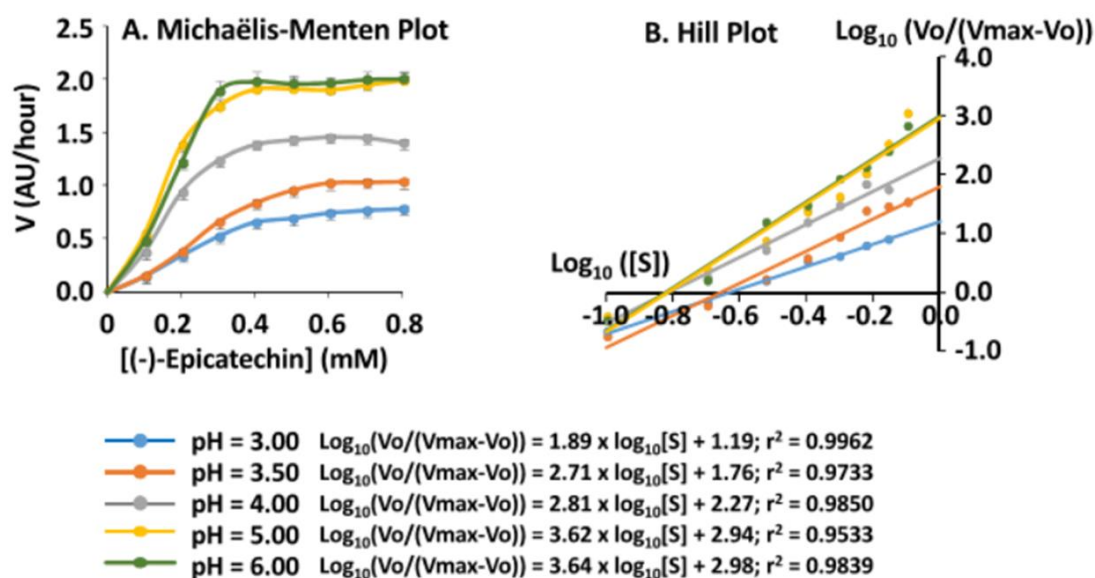 A. Michaëlis-Menten Plot
V (AU/hour)
2.5
2.0
1.5
1.0
0.5
0.0
0 0.2 0.4 0.6 0.8
[(-)-Epicatechin] (mM)
B. Hill Plot
Log10 (Vo/(Vmax-Vo))
4.0
3.0
2.0
1.0
0.0
-1.0
Log10 ([S])
-1.0 -0.8 -0.6 -0.4 -0.2 0.0
pH = 3.00 Log10(Vo/(Vmax-Vo)) = 1.89 x log10[S] + 1.19; r2 = 0.9962
pH = 3.50 Log10(Vo/(Vmax-Vo)) = 2.71 x log10[S] + 1.76; r2 = 0.9733
pH = 4.00 Log10(Vo/(Vmax-Vo)) = 2.81 x log10[S] + 2.27; r2 = 0.9850
pH = 5.00 Log10(Vo/(Vmax-Vo)) = 3.62 x log10[S] + 2.94; r2 = 0.9533
pH = 6.00 Log10(Vo/(Vmax-Vo)) = 3.64 x log10[S] + 2.98; r2 = 0.9839